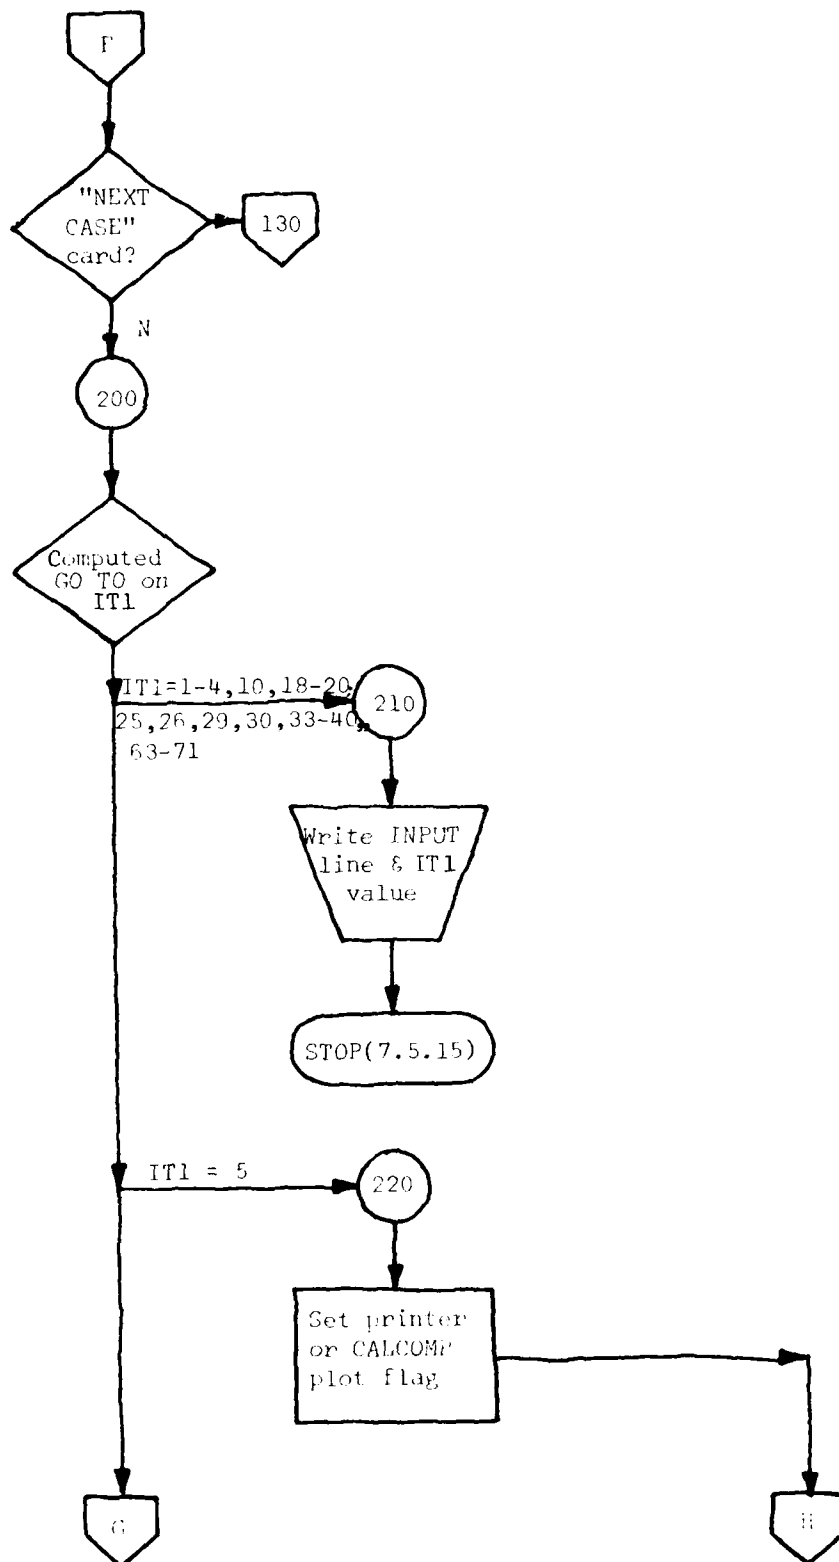 F
"NEXT
CASE"
card?
130
N
200
Computed
GO TO on
IT1
IT1=1-4,10,18-20,
25,26,29,30,33-40,
63-71
210
Write INPUT
line & IT1
value
STOP(7.5.15)
IT1 = 5
220
Set printer
or CALCOMP
plot flag
G
H